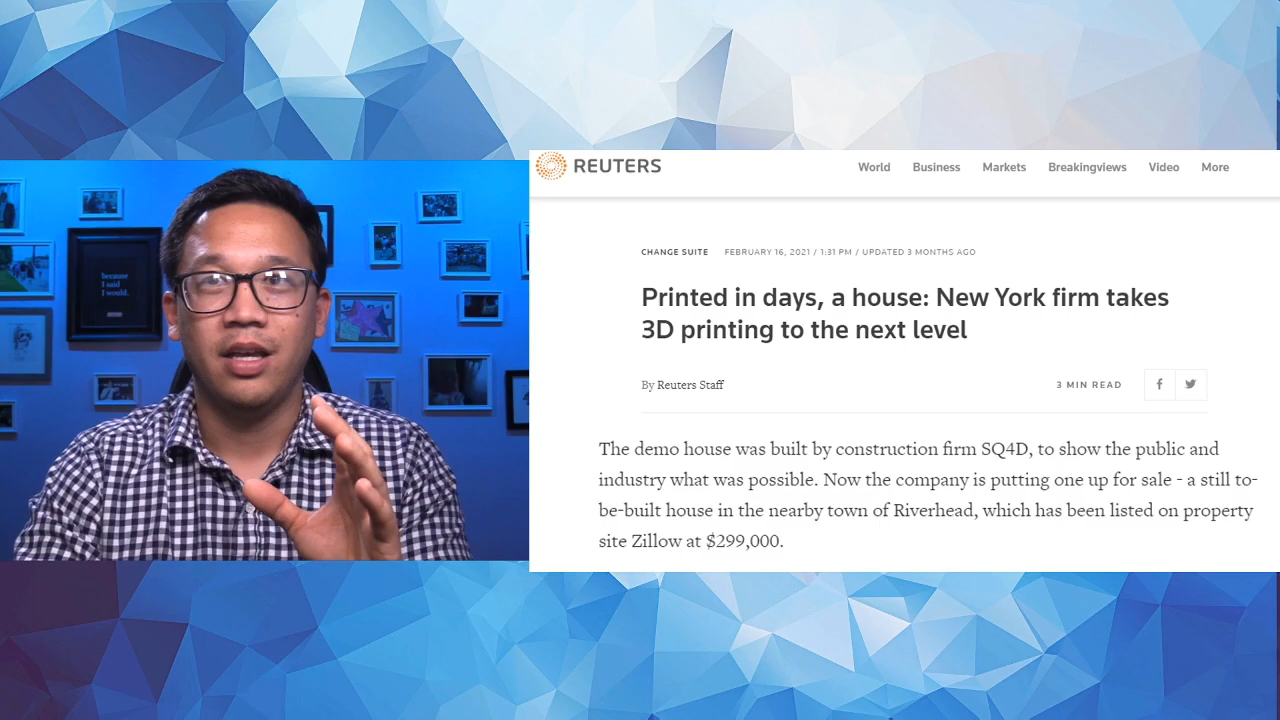 because
I said
I would.
REUTERS
World Business Markets Breakingviews Video More
CHANGE SUITE FEBRUARY 16, 2021 / 1:31 PM / UPDATED 3 MONTHS AGO
Printed in days, a house: New York firm takes
3D printing to the next level
By Reuters Staff
3 MIN READ
The demo house was built by construction firm SQ4D, to show the public and
industry what was possible. Now the company is putting one up for sale - a still to-
be-built house in the nearby town of Riverhead, which has been listed on property
site Zillow at $299,000.